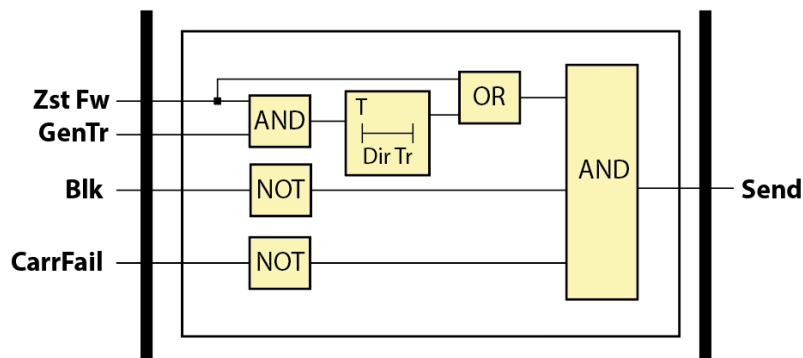 Zst Fw
GenTr
Blk
CarrFail
AND
T
Dir Tr
OR
NOT
NOT
AND
Send